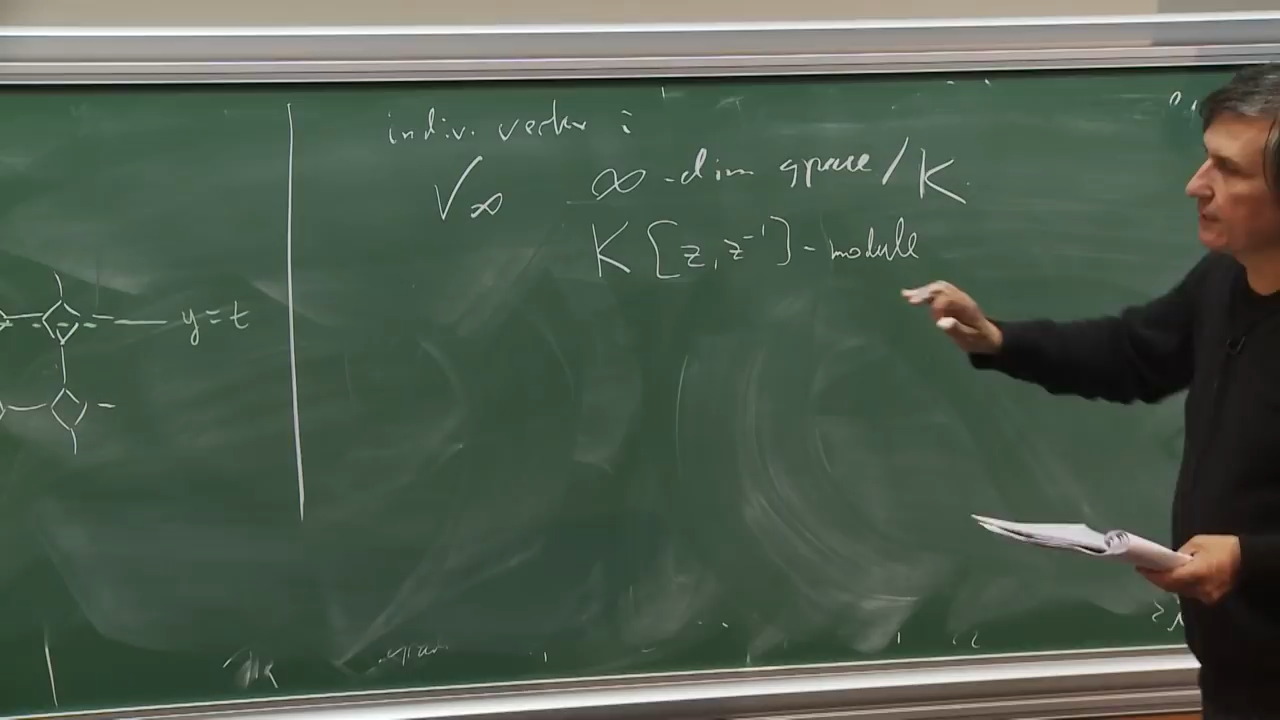 indiv. vector :
V∞ ∞-dim space / K.
K[z, z⁻¹]-module
y = t